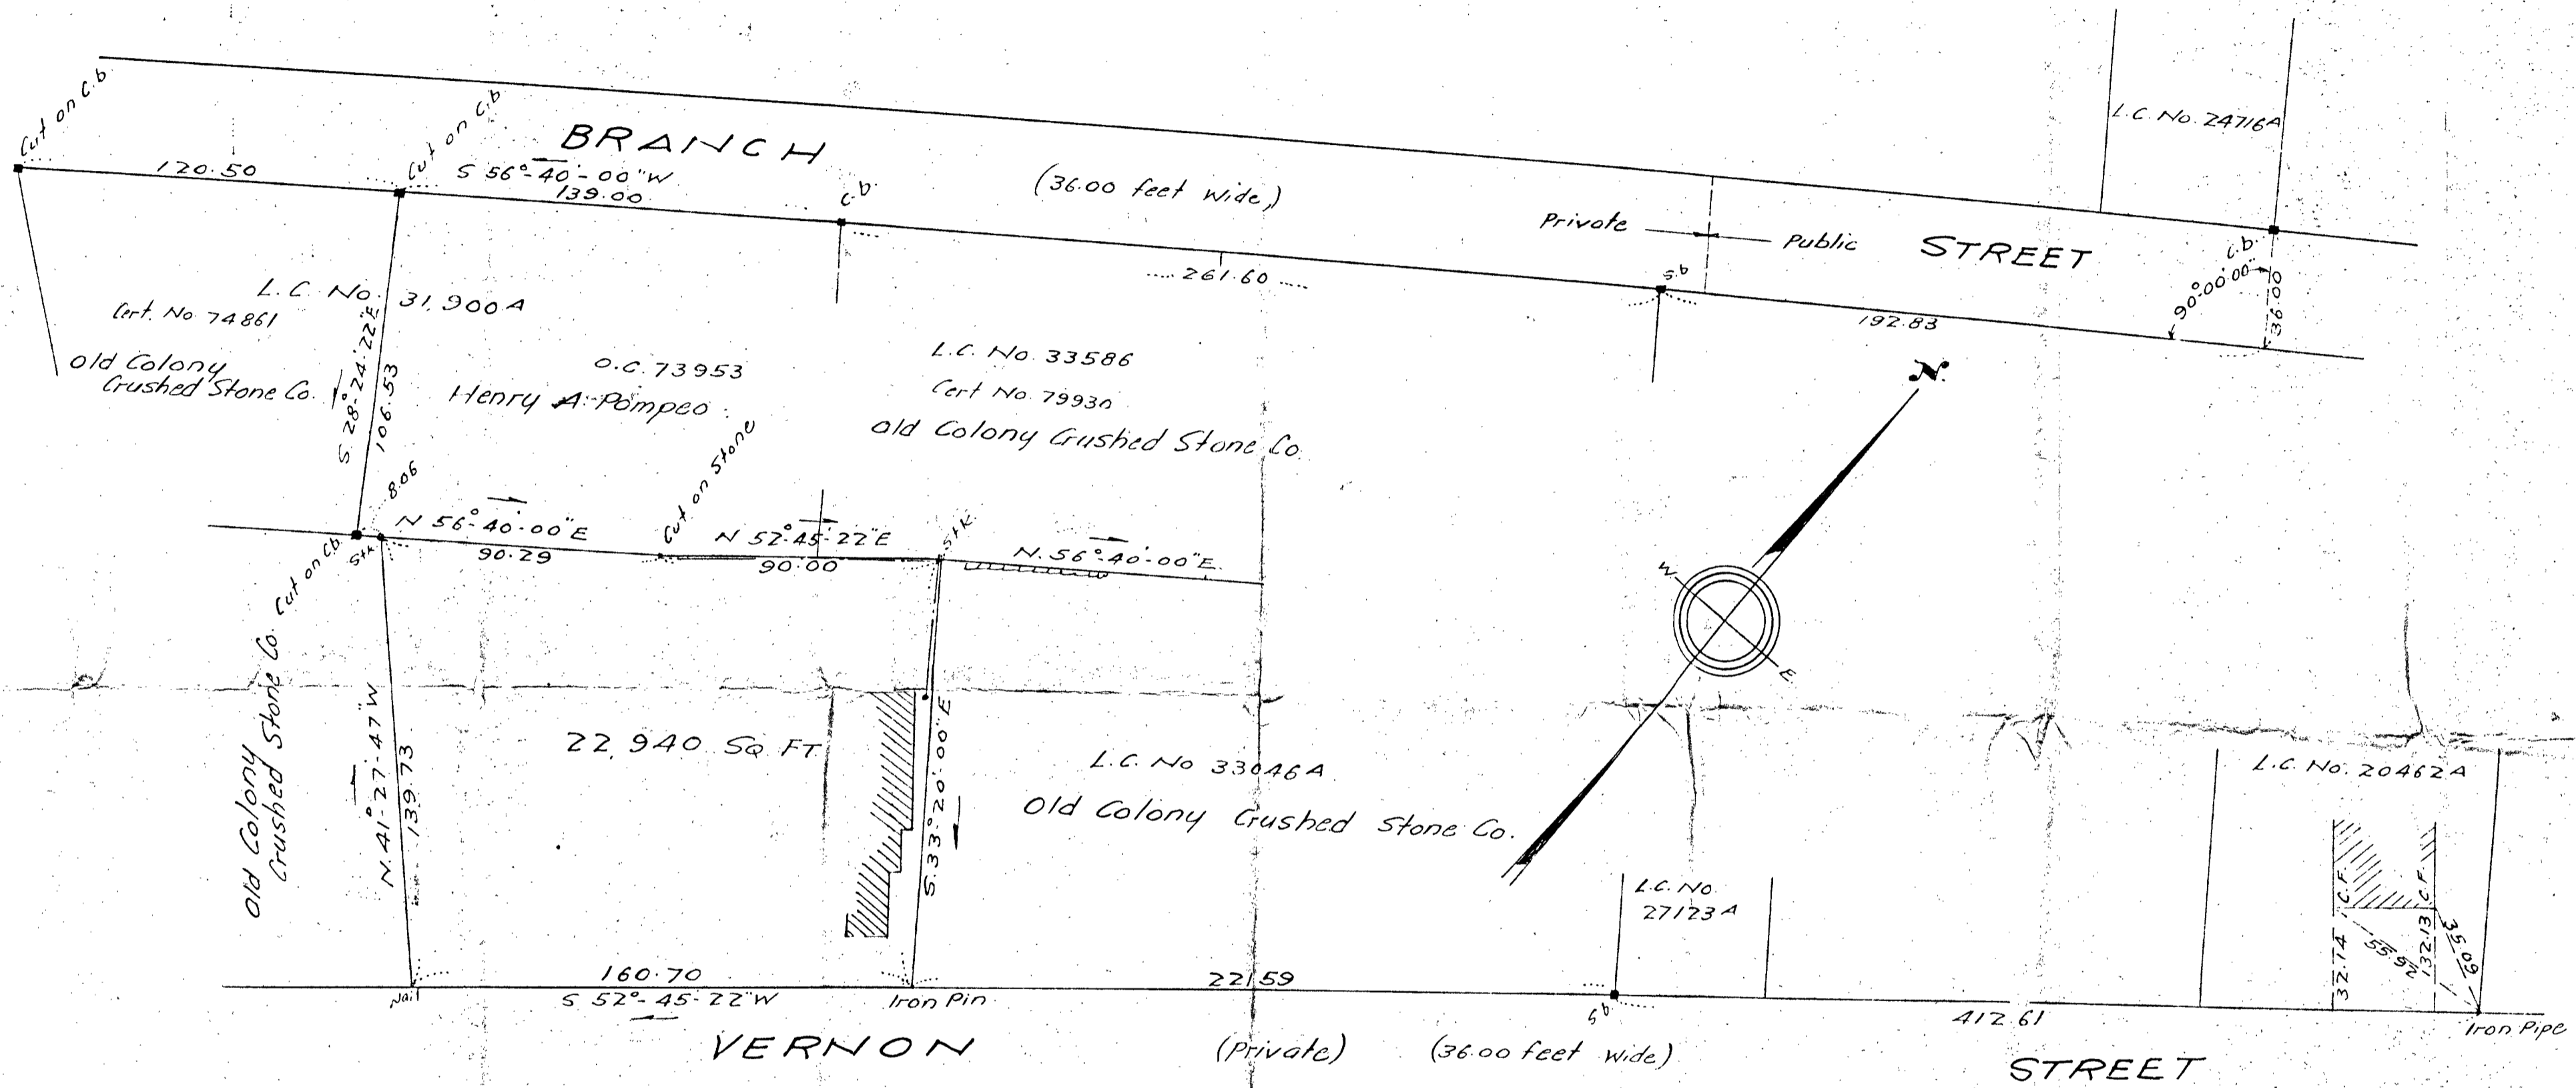 Cut on C.b.
Cut on C.b
BRANCH
120.50
S 56°-40'-00"W
139.00
c.b.
(36.00 feet wide,)
Private
Public
STREET
L.C. No. 24716A
c.b.
90°-00'-00"
36.00
261.60
s.b
192.83
L.C. No. 31,900A
Cert. No. 74861
Old Colony
Crushed Stone Co.
S. 28°-24'-22"E
106.53
O.C. 73953
Henry A. Pompeo
L.C. No. 33586
Cert No. 79930
Old Colony Crushed Stone Co.
N.
W
E
8.06
Cut on C.b.
Stk
N 56°-40'-00"E
90.29
Cut on Stone
N 52°-45'-22"E
90.00
Stk.
N. 56°-40'-00"E.
Old Colony
Crushed Stone Co.
N. 41°-27'-47"W
139.73
22,940 SQ. FT.
S. 33°-20'-00"E
L.C. No 33046A.
Old Colony Crushed Stone Co.
L.C. No.
27123A
L.C. No. 20462A
C.F.
C.F.
32.14
55.92
132.13
35.09
Nail
160.70
S 52°-45'-22"W
Iron Pin
221.59
412.61
Iron Pipe
VERNON
(Private)
(36.00 feet wide)
STREET